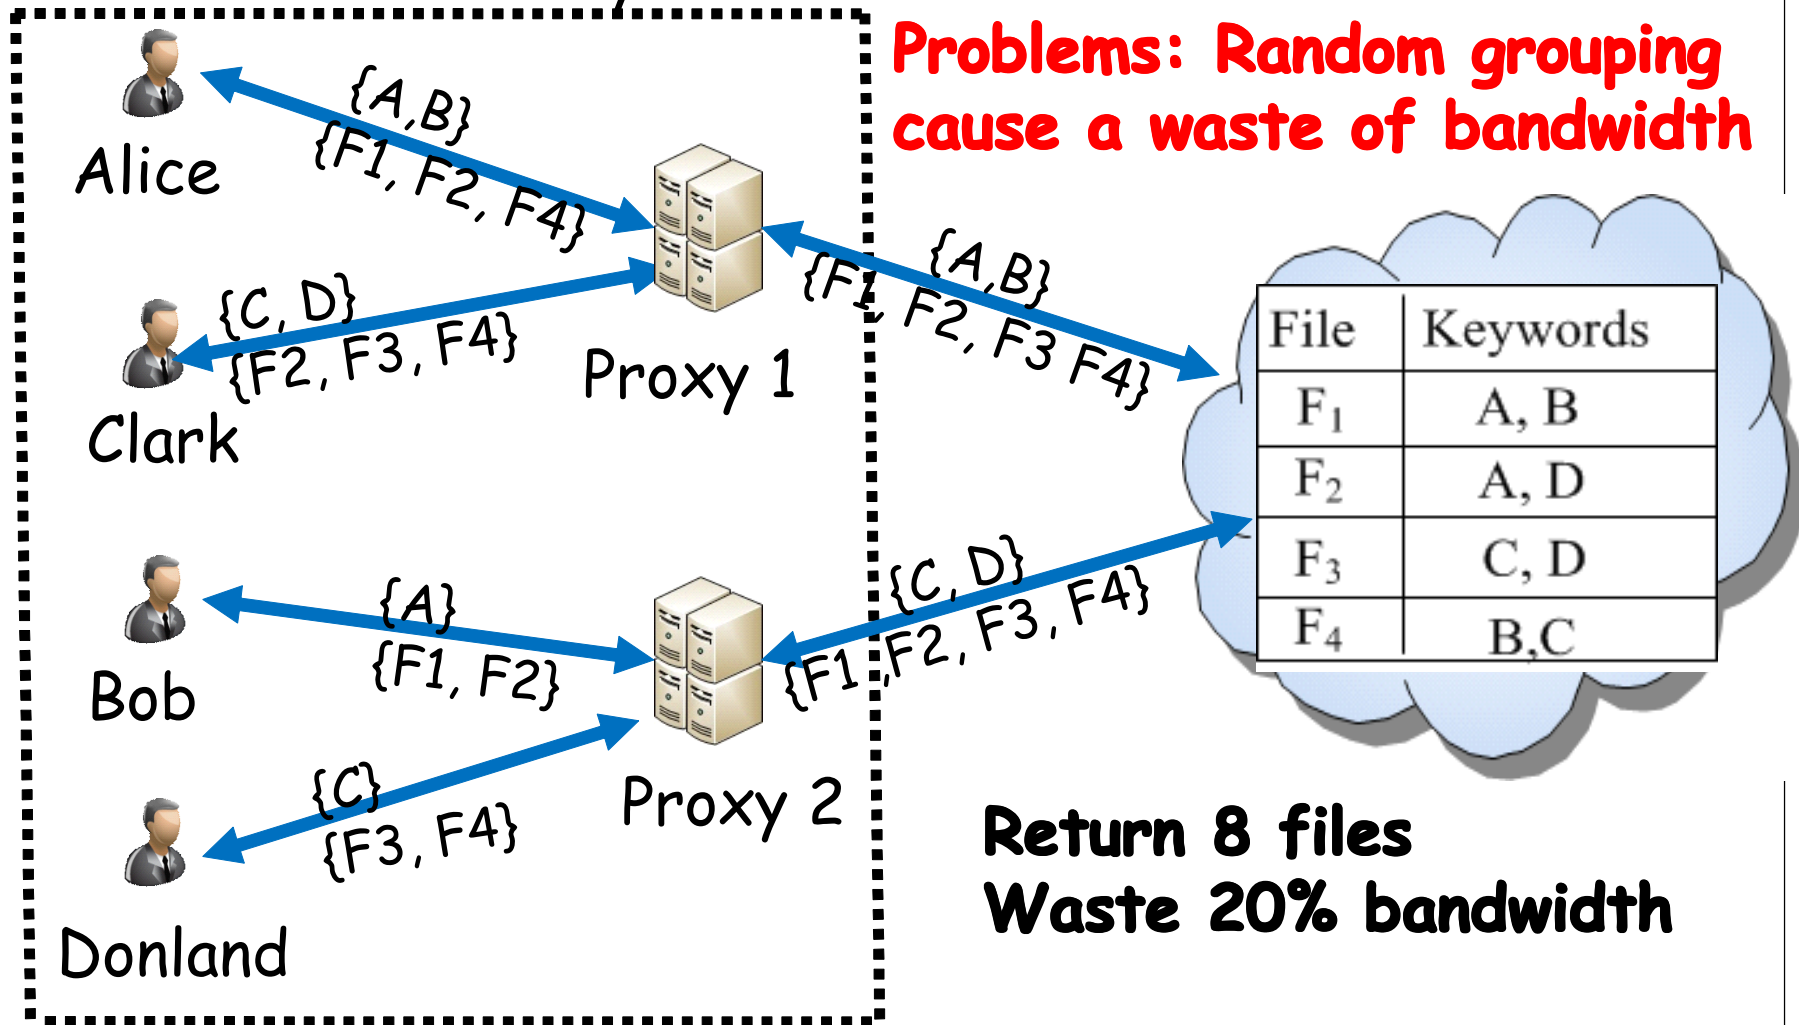 Problems: Random grouping
cause a waste of bandwidth
{A,B}
{F1, F2, F4}
Alice
{C, D}
{F2, F3, F4}
Clark
Proxy 1
{A,B}
{F1, F2, F3 F4}
File Keywords
F1 A, B
F2 A, D
F3 C, D
F4 B,C
{A}
{F1, F2}
Bob
{C}
{F3, F4}
Donland
Proxy 2
{C, D}
{F1 ,F2, F3, F4}
Return 8 files
Waste 20% bandwidth